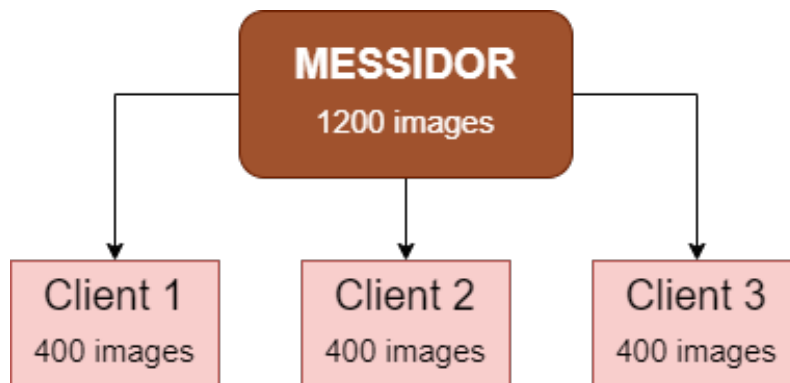 MESSIDOR
1200 images
Client 1
400 images
Client 2
400 images
Client 3
400 images